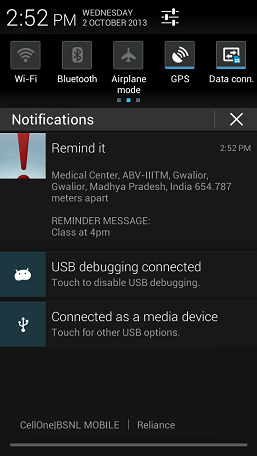 2:52 PM WEDNESDAY
2 OCTOBER 2013
Wi-Fi Bluetooth Airplane mode GPS Data conn.
Notifications
Remind it 2:52 PM
Medical Center, ABV-IIITM, Gwalior,
Gwalior, Madhya Pradesh, India 654.787
meters apart
REMINDER MESSAGE:
Class at 4pm
USB debugging connected
Touch to disable USB debugging.
Connected as a media device
Touch for other USB options.
CellOne|BSNL MOBILE | Reliance